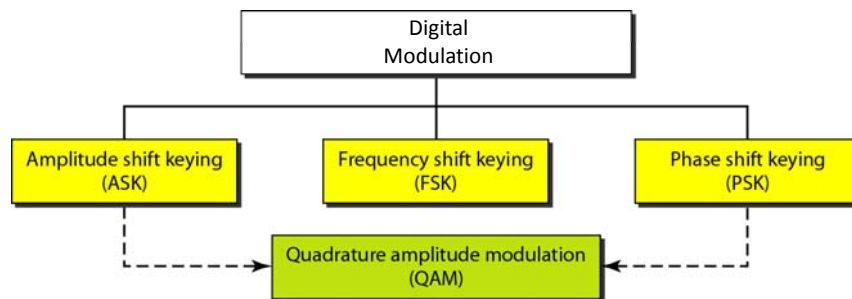 Digital
Modulation
Amplitude shift keying
(ASK)
Frequency shift keying
(FSK)
Phase shift keying
(PSK)
Quadrature amplitude modulation
(QAM)